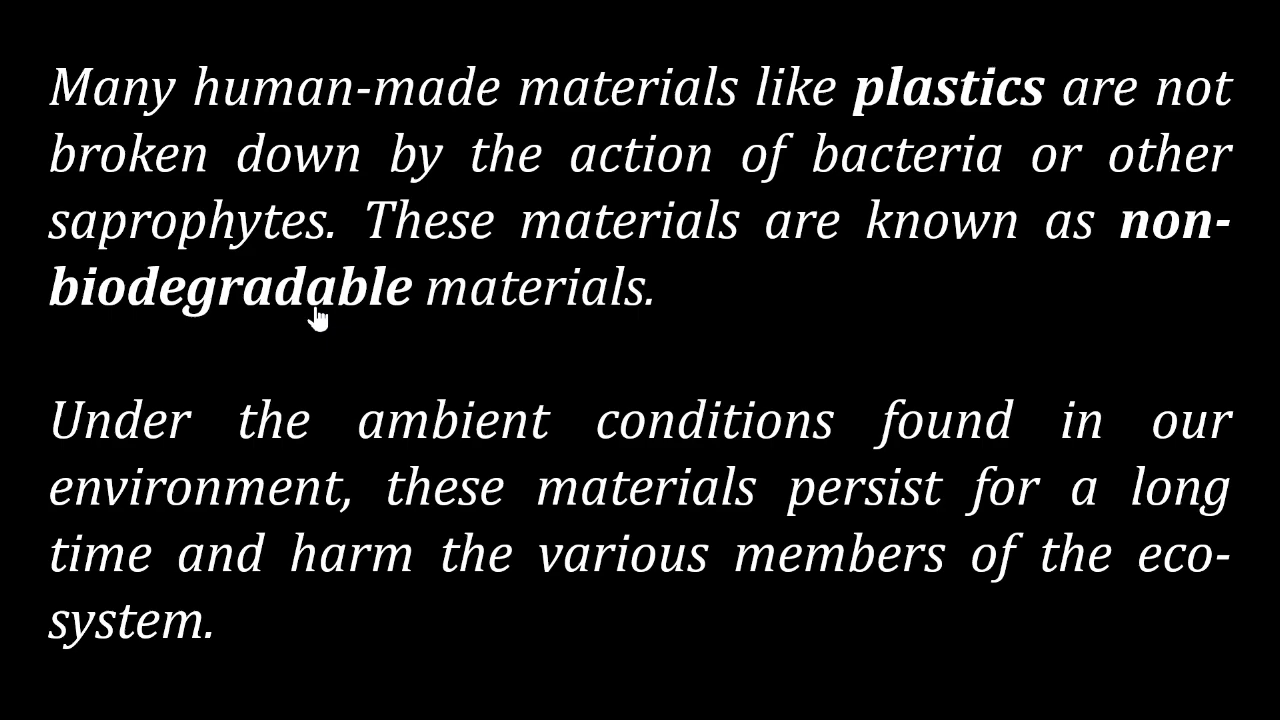 Many human-made materials like plastics are not
broken down by the action of bacteria or other
saprophytes. These materials are known as non-
biodegradable materials.
Under the ambient conditions found in our
environment, these materials persist for a long
time and harm the various members of the eco-
system.